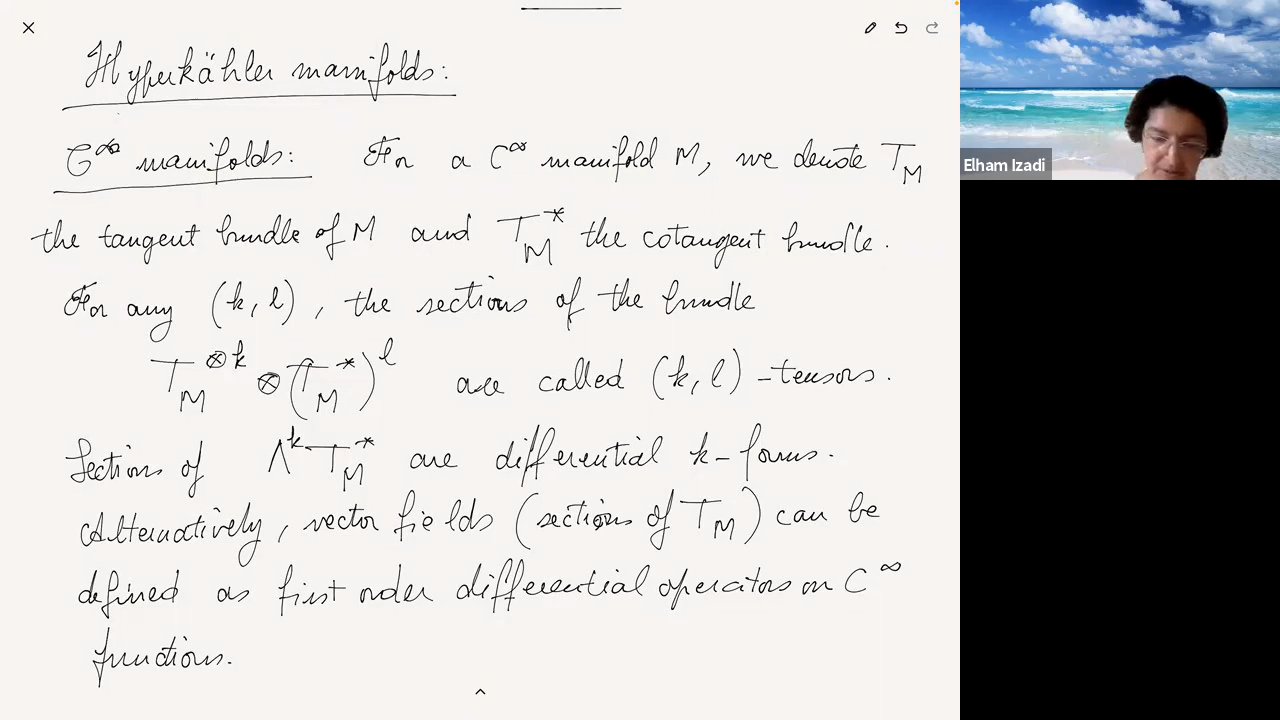 Hyperkähler manifolds:
C^∞ manifolds: For a C^∞ manifold M, we denote T_M
the tangent bundle of M and T_M^* the cotangent bundle.
For any (k, l), the sections of the bundle
T_M^{⊗k} ⊗ (T_M^*)^l are called (k, l)-tensors.
Sections of Λ^k T_M^* are differential k-forms.
Alternatively, vector fields (sections of T_M) can be
defined as first order differential operators on C^∞
functions.
Elham Izadi